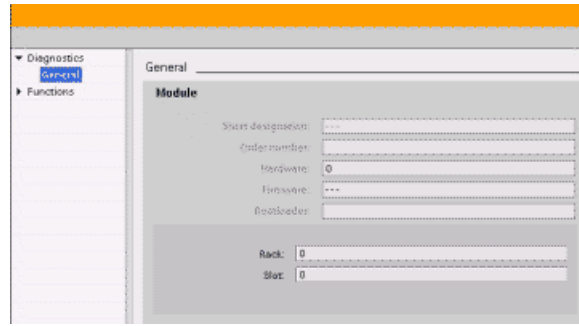 Diagnostics
General
Functions
General
Module
Short designation: ---
Order number:
Hardware: 0
Firmware: ---
Bootloader:
Rack: 0
Slot: 0